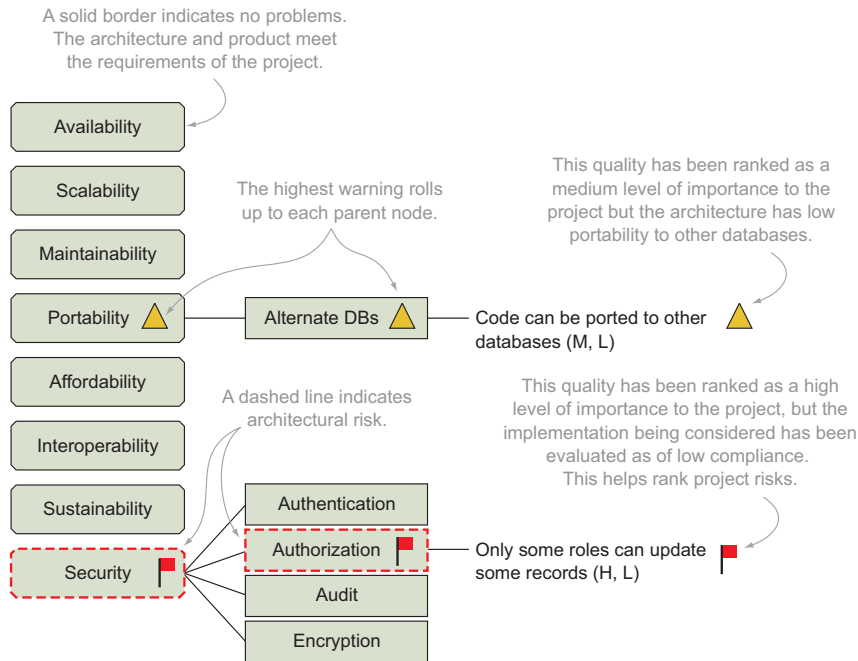 A solid border indicates no problems.
The architecture and product meet
the requirements of the project.
Availability
Scalability
Maintainability
Portability
Affordability
Interoperability
Sustainability
Security
The highest warning rolls
up to each parent node.
Alternate DBs
A dashed line indicates
architectural risk.
Authentication
Authorization
Audit
Encryption
This quality has been ranked as a
medium level of importance to the
project but the architecture has low
portability to other databases.
Code can be ported to other
databases (M, L)
This quality has been ranked as a high
level of importance to the project, but the
implementation being considered has been
evaluated as of low compliance.
This helps rank project risks.
Only some roles can update
some records (H, L)